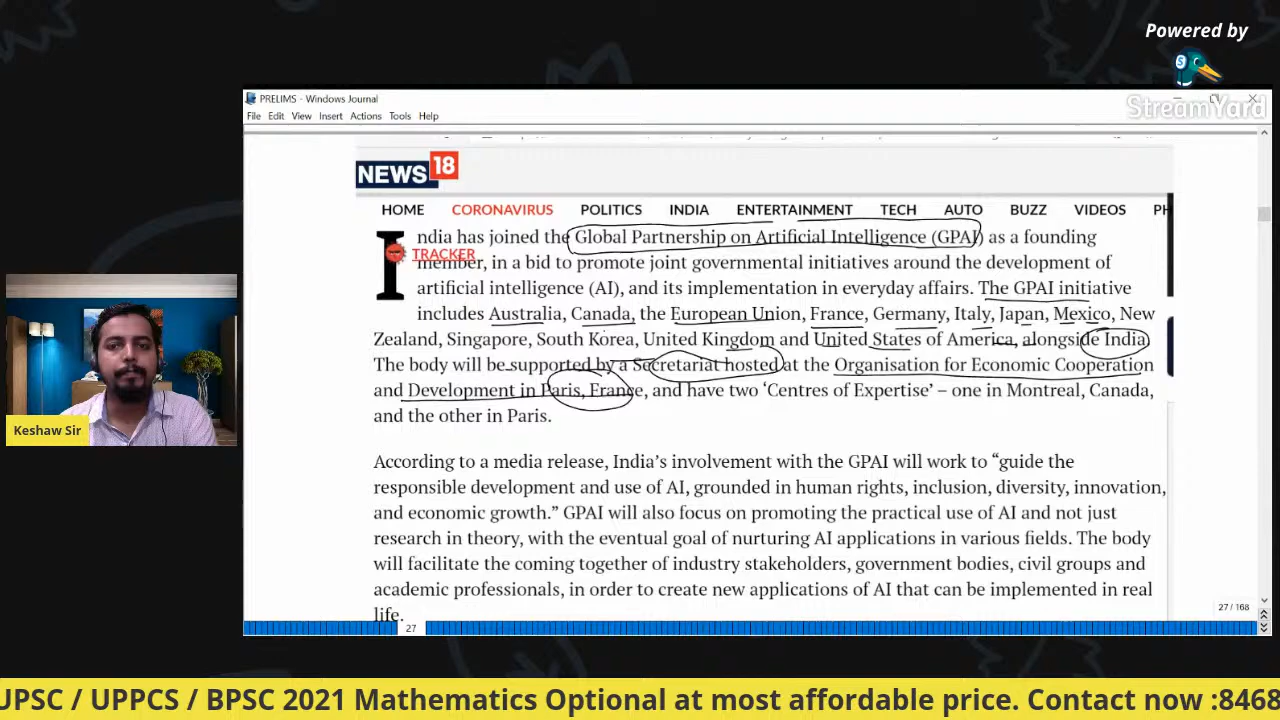 Powered by
S
StreamYard
PRELIMS - Windows Journal
File Edit View Insert Actions Tools Help
NEWS 18
HOME CORONAVIRUS POLITICS INDIA ENTERTAINMENT TECH AUTO BUZZ VIDEOS PH
India has joined the Global Partnership on Artificial Intelligence (GPAI) as a founding
TRACKER
member, in a bid to promote joint governmental initiatives around the development of
artificial intelligence (AI), and its implementation in everyday affairs. The GPAI initiative
includes Australia, Canada, the European Union, France, Germany, Italy, Japan, Mexico, New
Zealand, Singapore, South Korea, United Kingdom and United States of America, alongside India
The body will be supported by a Secretariat hosted at the Organisation for Economic Cooperation
and Development in Paris, France, and have two ‘Centres of Expertise’ – one in Montreal, Canada,
and the other in Paris.
According to a media release, India’s involvement with the GPAI will work to “guide the
responsible development and use of AI, grounded in human rights, inclusion, diversity, innovation,
and economic growth.” GPAI will also focus on promoting the practical use of AI and not just
research in theory, with the eventual goal of nurturing AI applications in various fields. The body
will facilitate the coming together of industry stakeholders, government bodies, civil groups and
academic professionals, in order to create new applications of AI that can be implemented in real
life.
27 / 168
27
Keshaw Sir
UPSC / UPPCS / BPSC 2021 Mathematics Optional at most affordable price. Contact now :8468